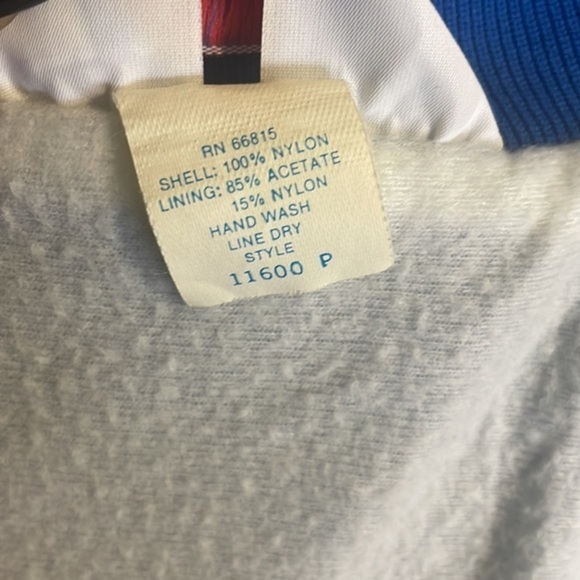 RN 66815
SHELL: 100% NYLON
LINING: 85% ACETATE
15% NYLON
HAND WASH
LINE DRY
STYLE
11600 P